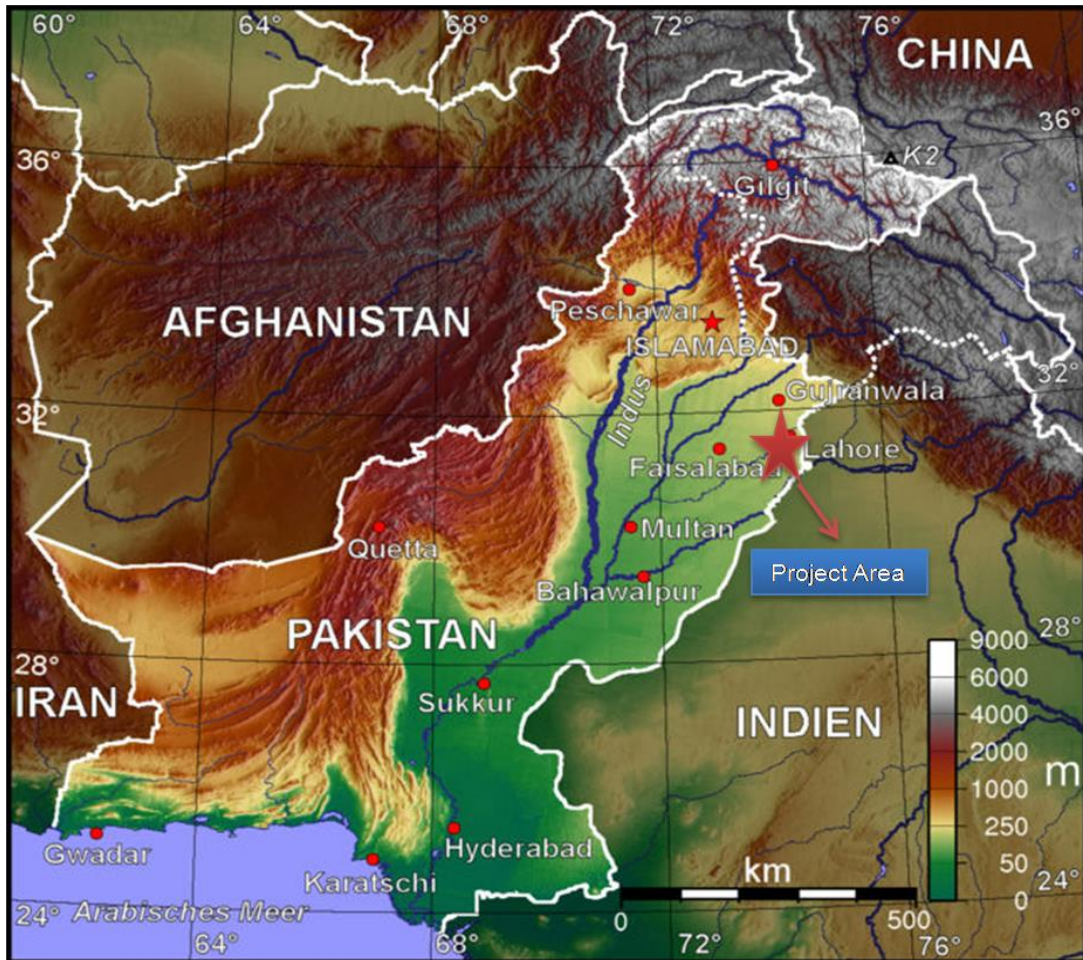 60°
64°
68°
72°
76°
CHINA
36°
36°
K2
Gilgit
Peschawar
AFGHANISTAN
ISLAMABAD
32°
32°
Indus
Gujranwala
Lahore
Faisalabad
Multan
Quetta
Project Area
Bahawalpur
PAKISTAN
28°
28°
IRAN
Sukkur
INDIEN
9000
6000
4000
2000
m
1000
250
50
0
Gwadar
Hyderabad
Karatschi
km
24°
24°
Arabisches Meer
0
500
64°
68°
72°
76°